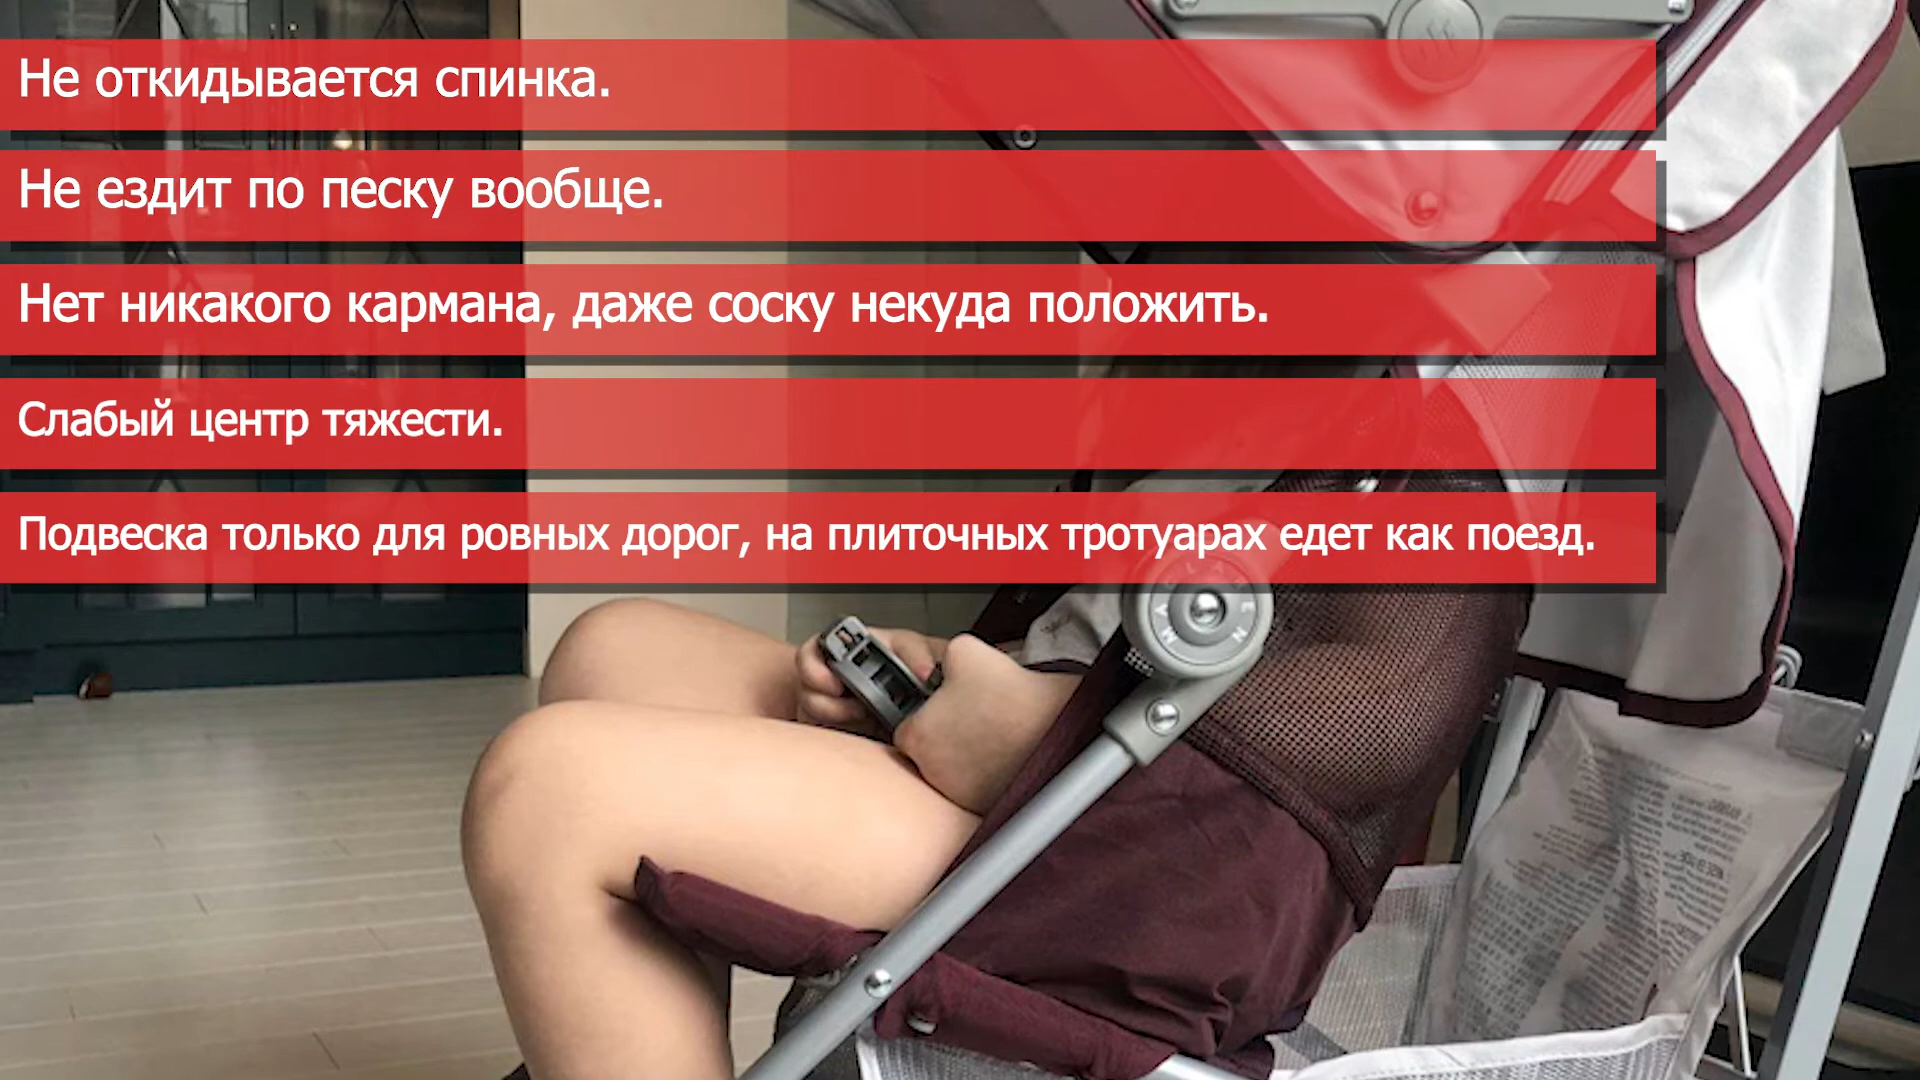 Не откидывается спинка.
Не ездит по песку вообще.
Нет никакого кармана, даже соску некуда положить.
Слабый центр тяжести.
Подвеска только для ровных дорог, на плиточных тротуарах едет как поезд.